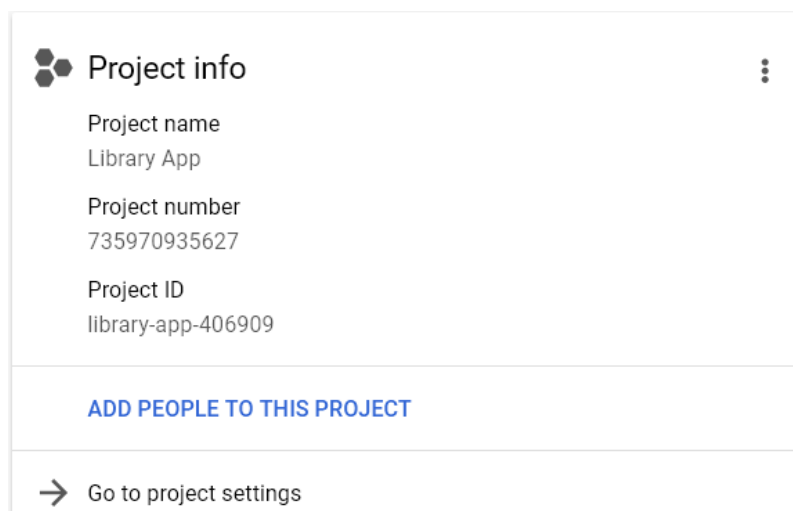 Project info
Project name
Library App
Project number
735970935627
Project ID
library-app-406909
ADD PEOPLE TO THIS PROJECT
Go to project settings